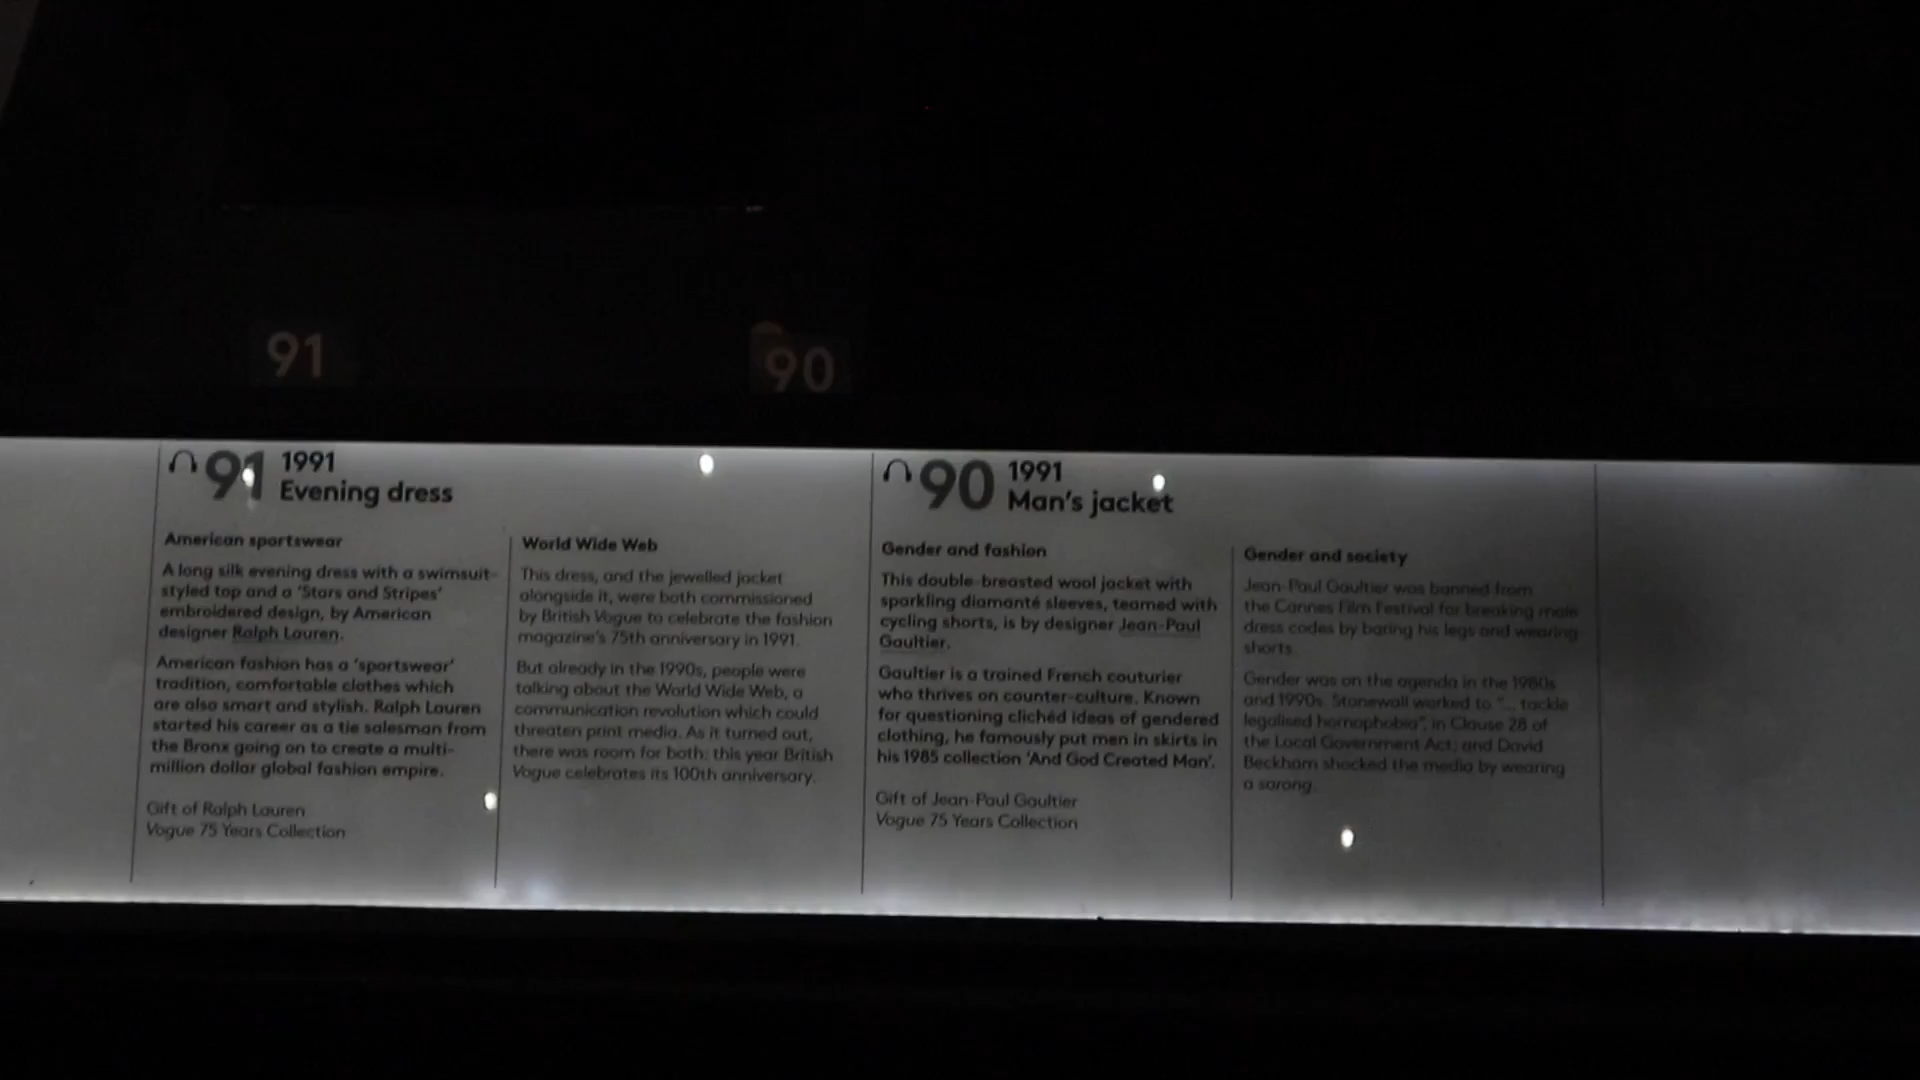 91
90
91
1991
Evening dress
American sportswear
A long silk evening dress with a swimsuit-
styled top and a 'Stars and Stripes'
embroidered design, by American
designer Ralph Lauren.
American fashion has a 'sportswear'
tradition, comfortable clothes which
are also smart and stylish. Ralph Lauren
started his career as a tie salesman from
the Bronx going on to create a multi-
million dollar global fashion empire.
Gift of Ralph Lauren
Vogue 75 Years Collection
World Wide Web
This dress, and the jewelled jacket
alongside it, were both commissioned
by British Vogue to celebrate the fashion
magazine's 75th anniversary in 1991.
But already in the 1990s, people were
talking about the World Wide Web, a
communication revolution which could
threaten print media. As it turned out,
there was room for both: this year British
Vogue celebrates its 100th anniversary.
90
1991
Man's jacket
Gender and fashion
This double-breasted wool jacket with
sparkling diamanté sleeves, teamed with
cycling shorts, is by designer Jean-Paul
Gaultier.
Gaultier is a trained French couturier
who thrives on counter-culture. Known
for questioning clichéd ideas of gendered
clothing, he famously put men in skirts in
his 1985 collection 'And God Created Man'.
Gift of Jean-Paul Gaultier
Vogue 75 Years Collection
Gender and society
Jean-Paul Gaultier was banned from
the Cannes Film Festival for breaking male
dress codes by baring his legs and wearing
shorts.
Gender was on the agenda in the 1980s
and 1990s. Stonewall worked to "... tackle
legalised homophobia", in Clause 28 of
the Local Government Act; and David
Beckham shocked the media by wearing
a sarong.